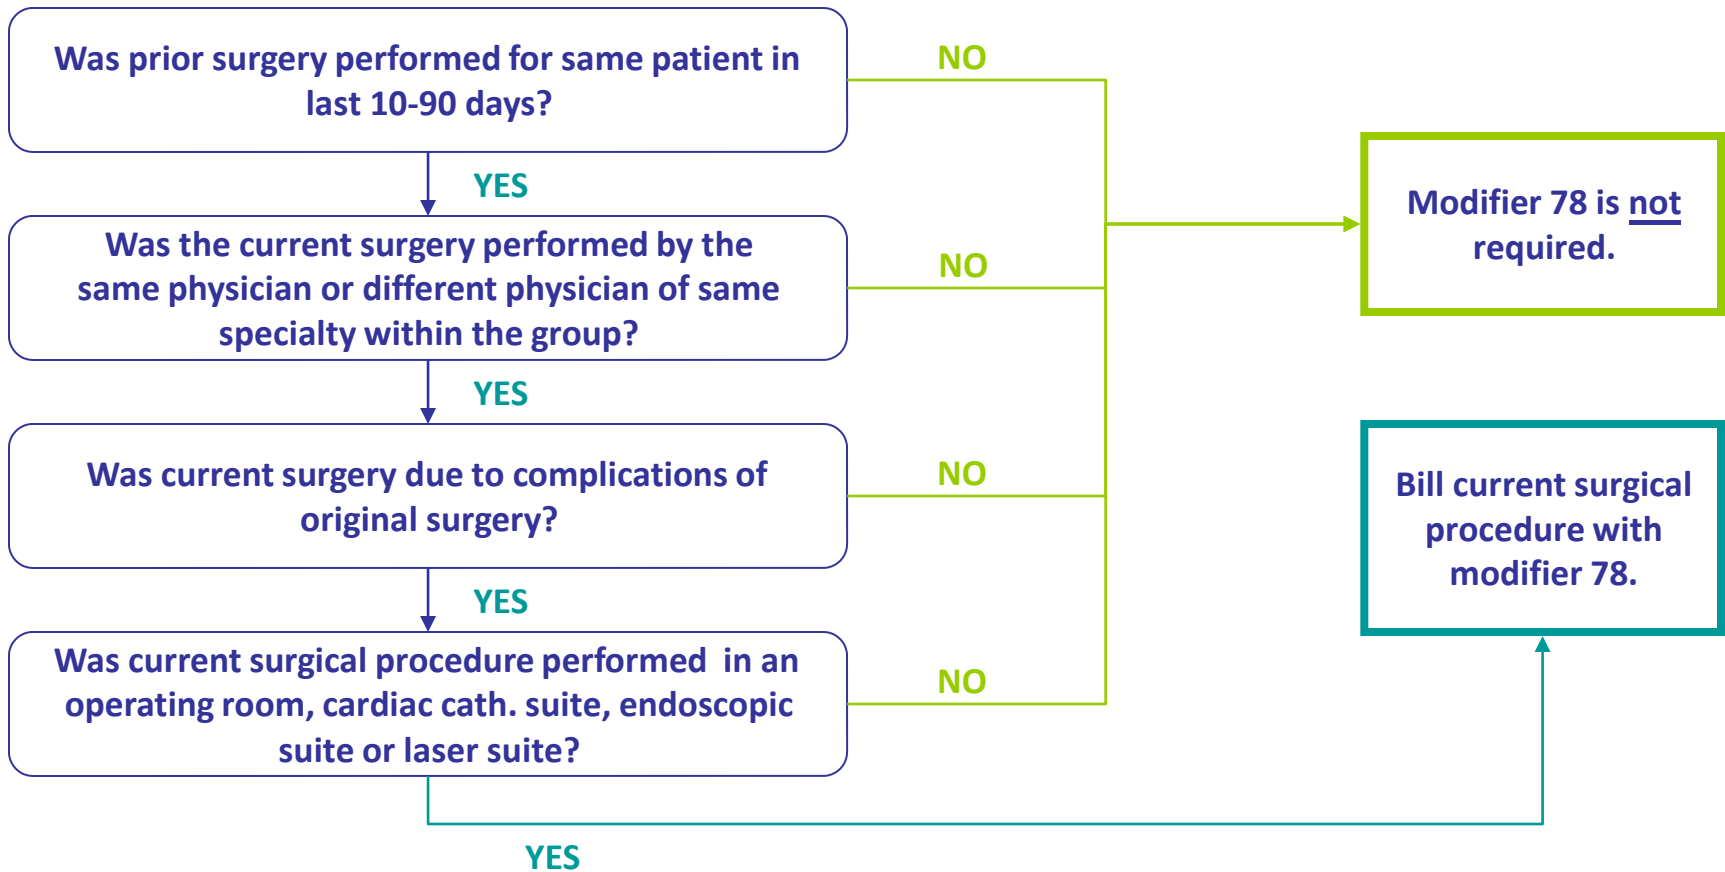 Was prior surgery performed for same patient in
last 10-90 days?
NO
YES
Was the current surgery performed by the
same physician or different physician of same
specialty within the group?
NO
YES
Was current surgery due to complications of
original surgery?
NO
YES
Was current surgical procedure performed in an
operating room, cardiac cath. suite, endoscopic
suite or laser suite?
NO
YES
Modifier 78 is not
required.
Bill current surgical
procedure with
modifier 78.